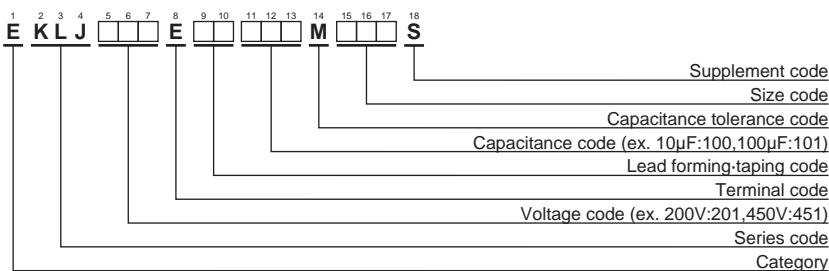 1 2 3 4 5 6 7 8 9 10 11 12 13 14 15 16 17 18
E K L J □□□ E □□ □□□ M □□□ S
Supplement code
Size code
Capacitance tolerance code
Capacitance code (ex. 10μF:100,100μF:101)
Lead forming·taping code
Terminal code
Voltage code (ex. 200V:201,450V:451)
Series code
Category